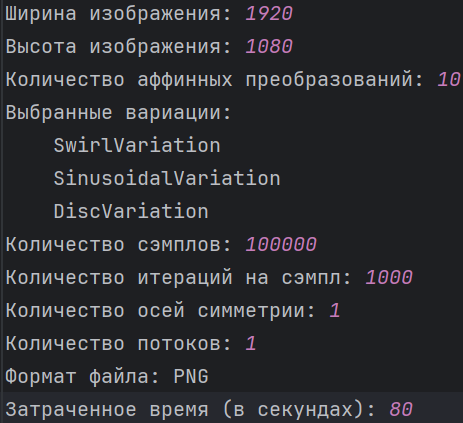 Ширина изображения: 1920
Высота изображения: 1080
Количество аффинных преобразований: 10
Выбранные вариации:
SwirlVariation
SinusoidalVariation
DiscVariation
Количество сэмплов: 100000
Количество итераций на сэмпл: 1000
Количество осей симметрии: 1
Количество потоков: 1
Формат файла: PNG
Затраченное время (в секундах): 80